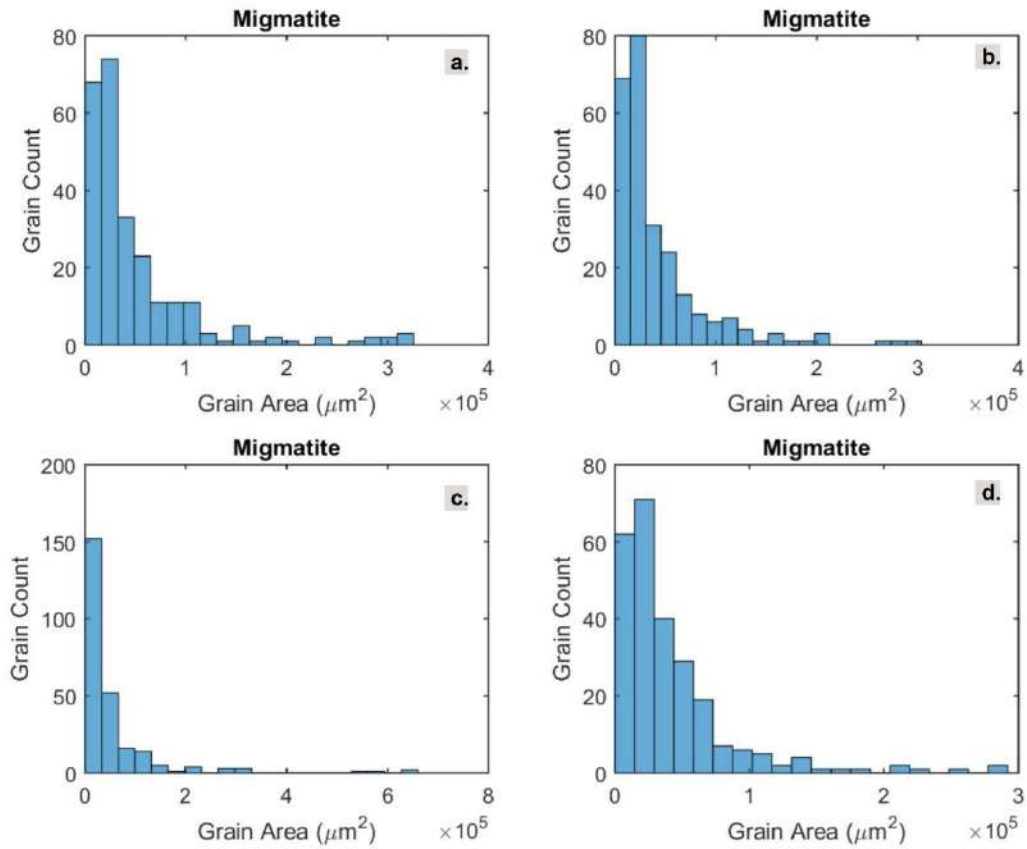 Migmatite
a.
80
60
40
20
0
Grain Count
0 1 2 3 4
Grain Area (μm²) ×10⁵
Migmatite
b.
80
60
40
20
0
Grain Count
0 1 2 3 4
Grain Area (μm²) ×10⁵
Migmatite
c.
200
150
100
50
0
Grain Count
0 2 4 6 8
Grain Area (μm²) ×10⁵
Migmatite
d.
80
60
40
20
0
Grain Count
0 1 2 3
Grain Area (μm²) ×10⁵